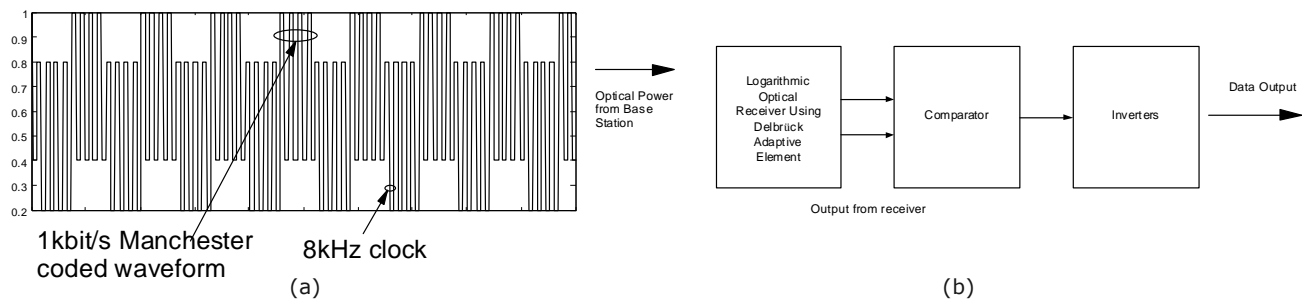 1
0.9
0.8
0.7
0.6
0.5
0.4
0.3
0.2
1kbit/s Manchester
coded waveform
8kHz clock
(a)
Optical Power
from Base
Station
Logarithmic
Optical
Receiver Using
Delbrück
Adaptive
Element
Comparator
Inverters
Data Output
Output from receiver
(b)